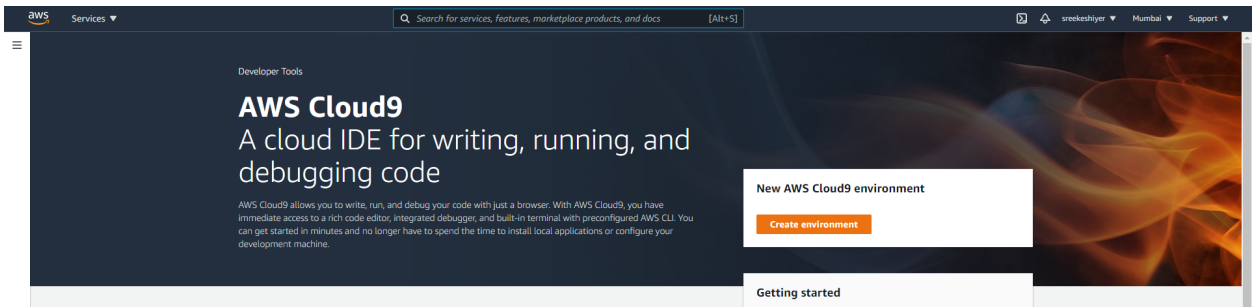 aws Services ▼ Search for services, features, marketplace products, and docs [Alt+S] sreekeshiyer ▼ Mumbai ▼ Support ▼
Developer Tools
AWS Cloud9
A cloud IDE for writing, running, and
debugging code
AWS Cloud9 allows you to write, run, and debug your code with just a browser. With AWS Cloud9, you have
immediate access to a rich code editor, integrated debugger, and built-in terminal with preconfigured AWS CLI. You
can get started in minutes and no longer have to spend the time to install local applications or configure your
development machine.
New AWS Cloud9 environment
Create environment
Getting started